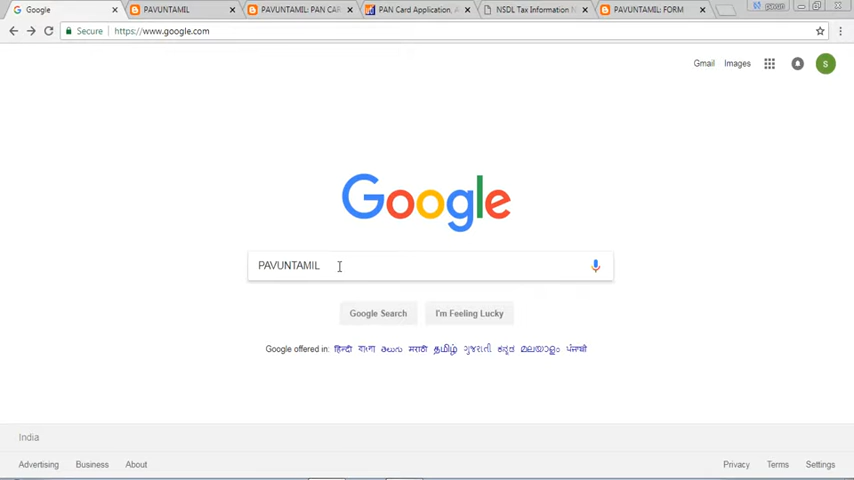 Google
PAVUNTAMIL
PAVUNTAMIL: PAN CAR
PAN Card Application, A
NSDL Tax Information N
PAVUNTAMIL: FORM
pavun
Secure
https://www.google.com
Gmail
Images
S
Google
PAVUNTAMIL
Google Search
I'm Feeling Lucky
Google offered in: हिन्दी বাংলা తెలుగు मराठी தமிழ் ગુજરાતી ಕನ್ನಡ മലയാളം ਪੰਜਾਬੀ
India
Advertising Business About
Privacy Terms Settings